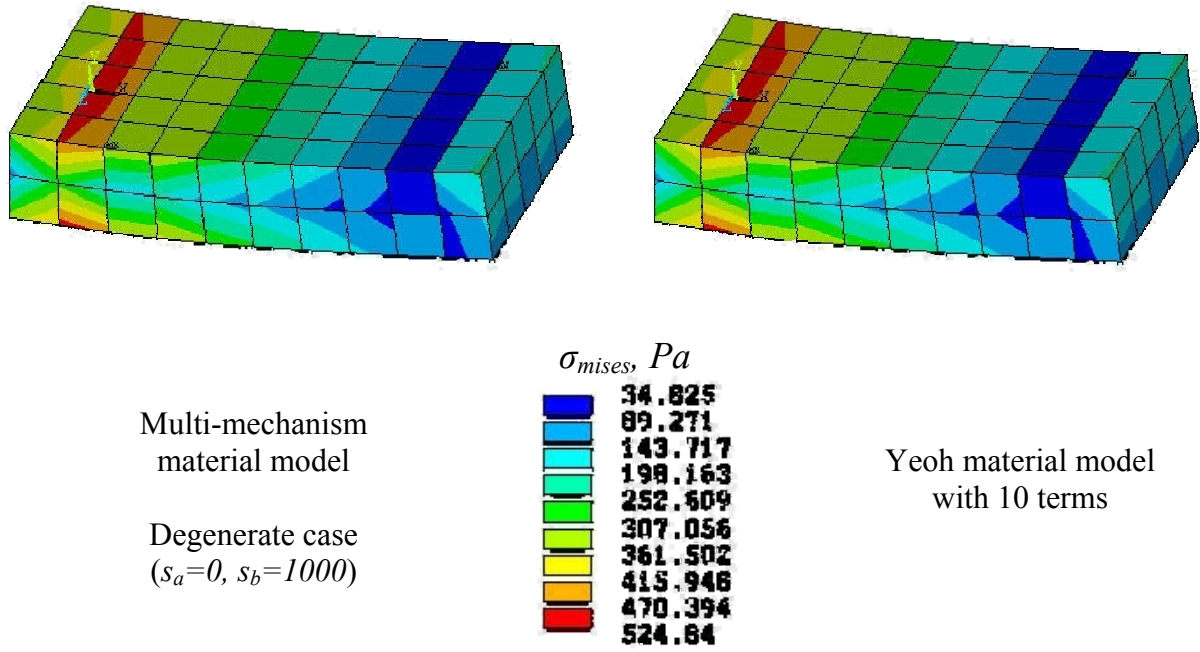 σmises, Pa
34.825
89.271
143.717
198.163
252.609
307.056
361.502
415.948
470.394
524.84
Multi-mechanism
material model
Degenerate case
(sa=0, sb=1000)
Yeoh material model
with 10 terms